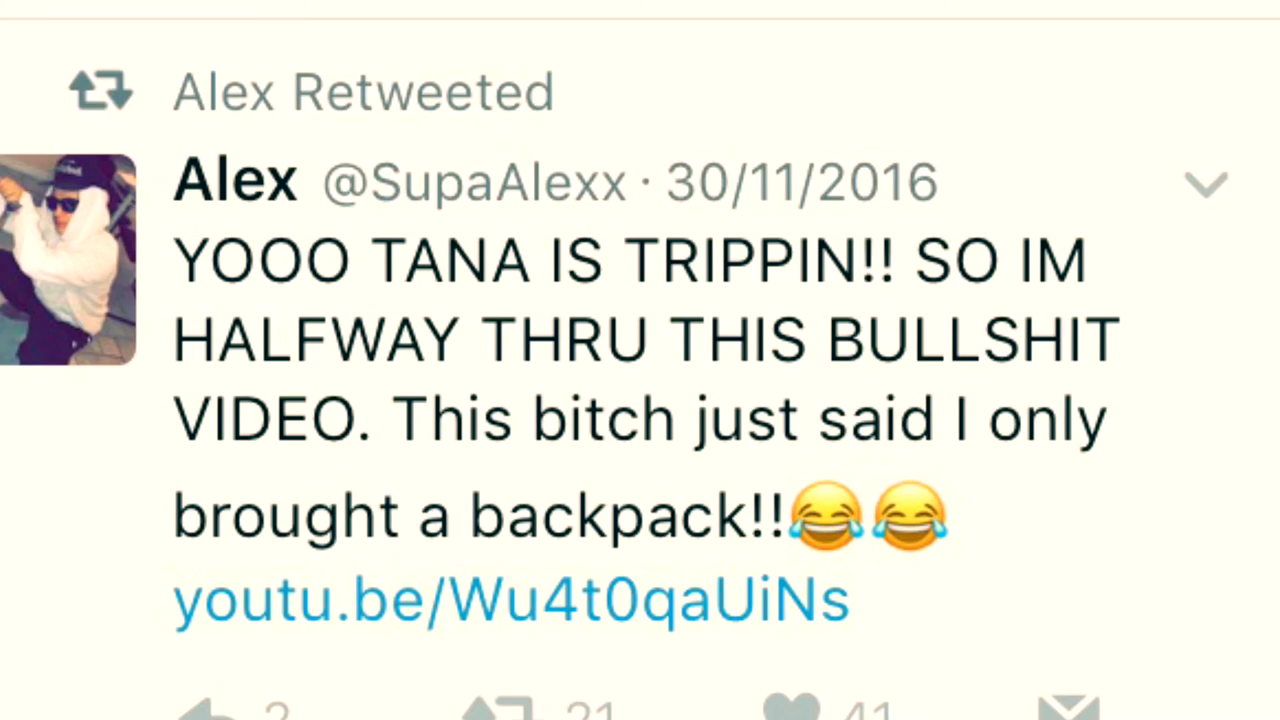 Alex Retweeted
Alex @SupaAlexx · 30/11/2016
YOOO TANA IS TRIPPIN!! SO IM
HALFWAY THRU THIS BULLSHIT
VIDEO. This bitch just said I only
brought a backpack!!😂😂
youtu.be/Wu4t0qaUiNs
2 21 41